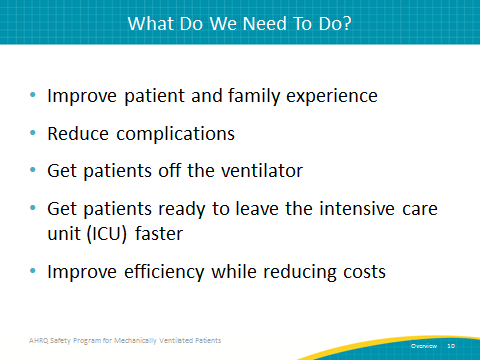 What Do We Need To Do?
• Improve patient and family experience
• Reduce complications
• Get patients off the ventilator
• Get patients ready to leave the intensive care
unit (ICU) faster
• Improve efficiency while reducing costs
AHRQ Safety Program for Mechanically Ventilated Patients
Overview 10